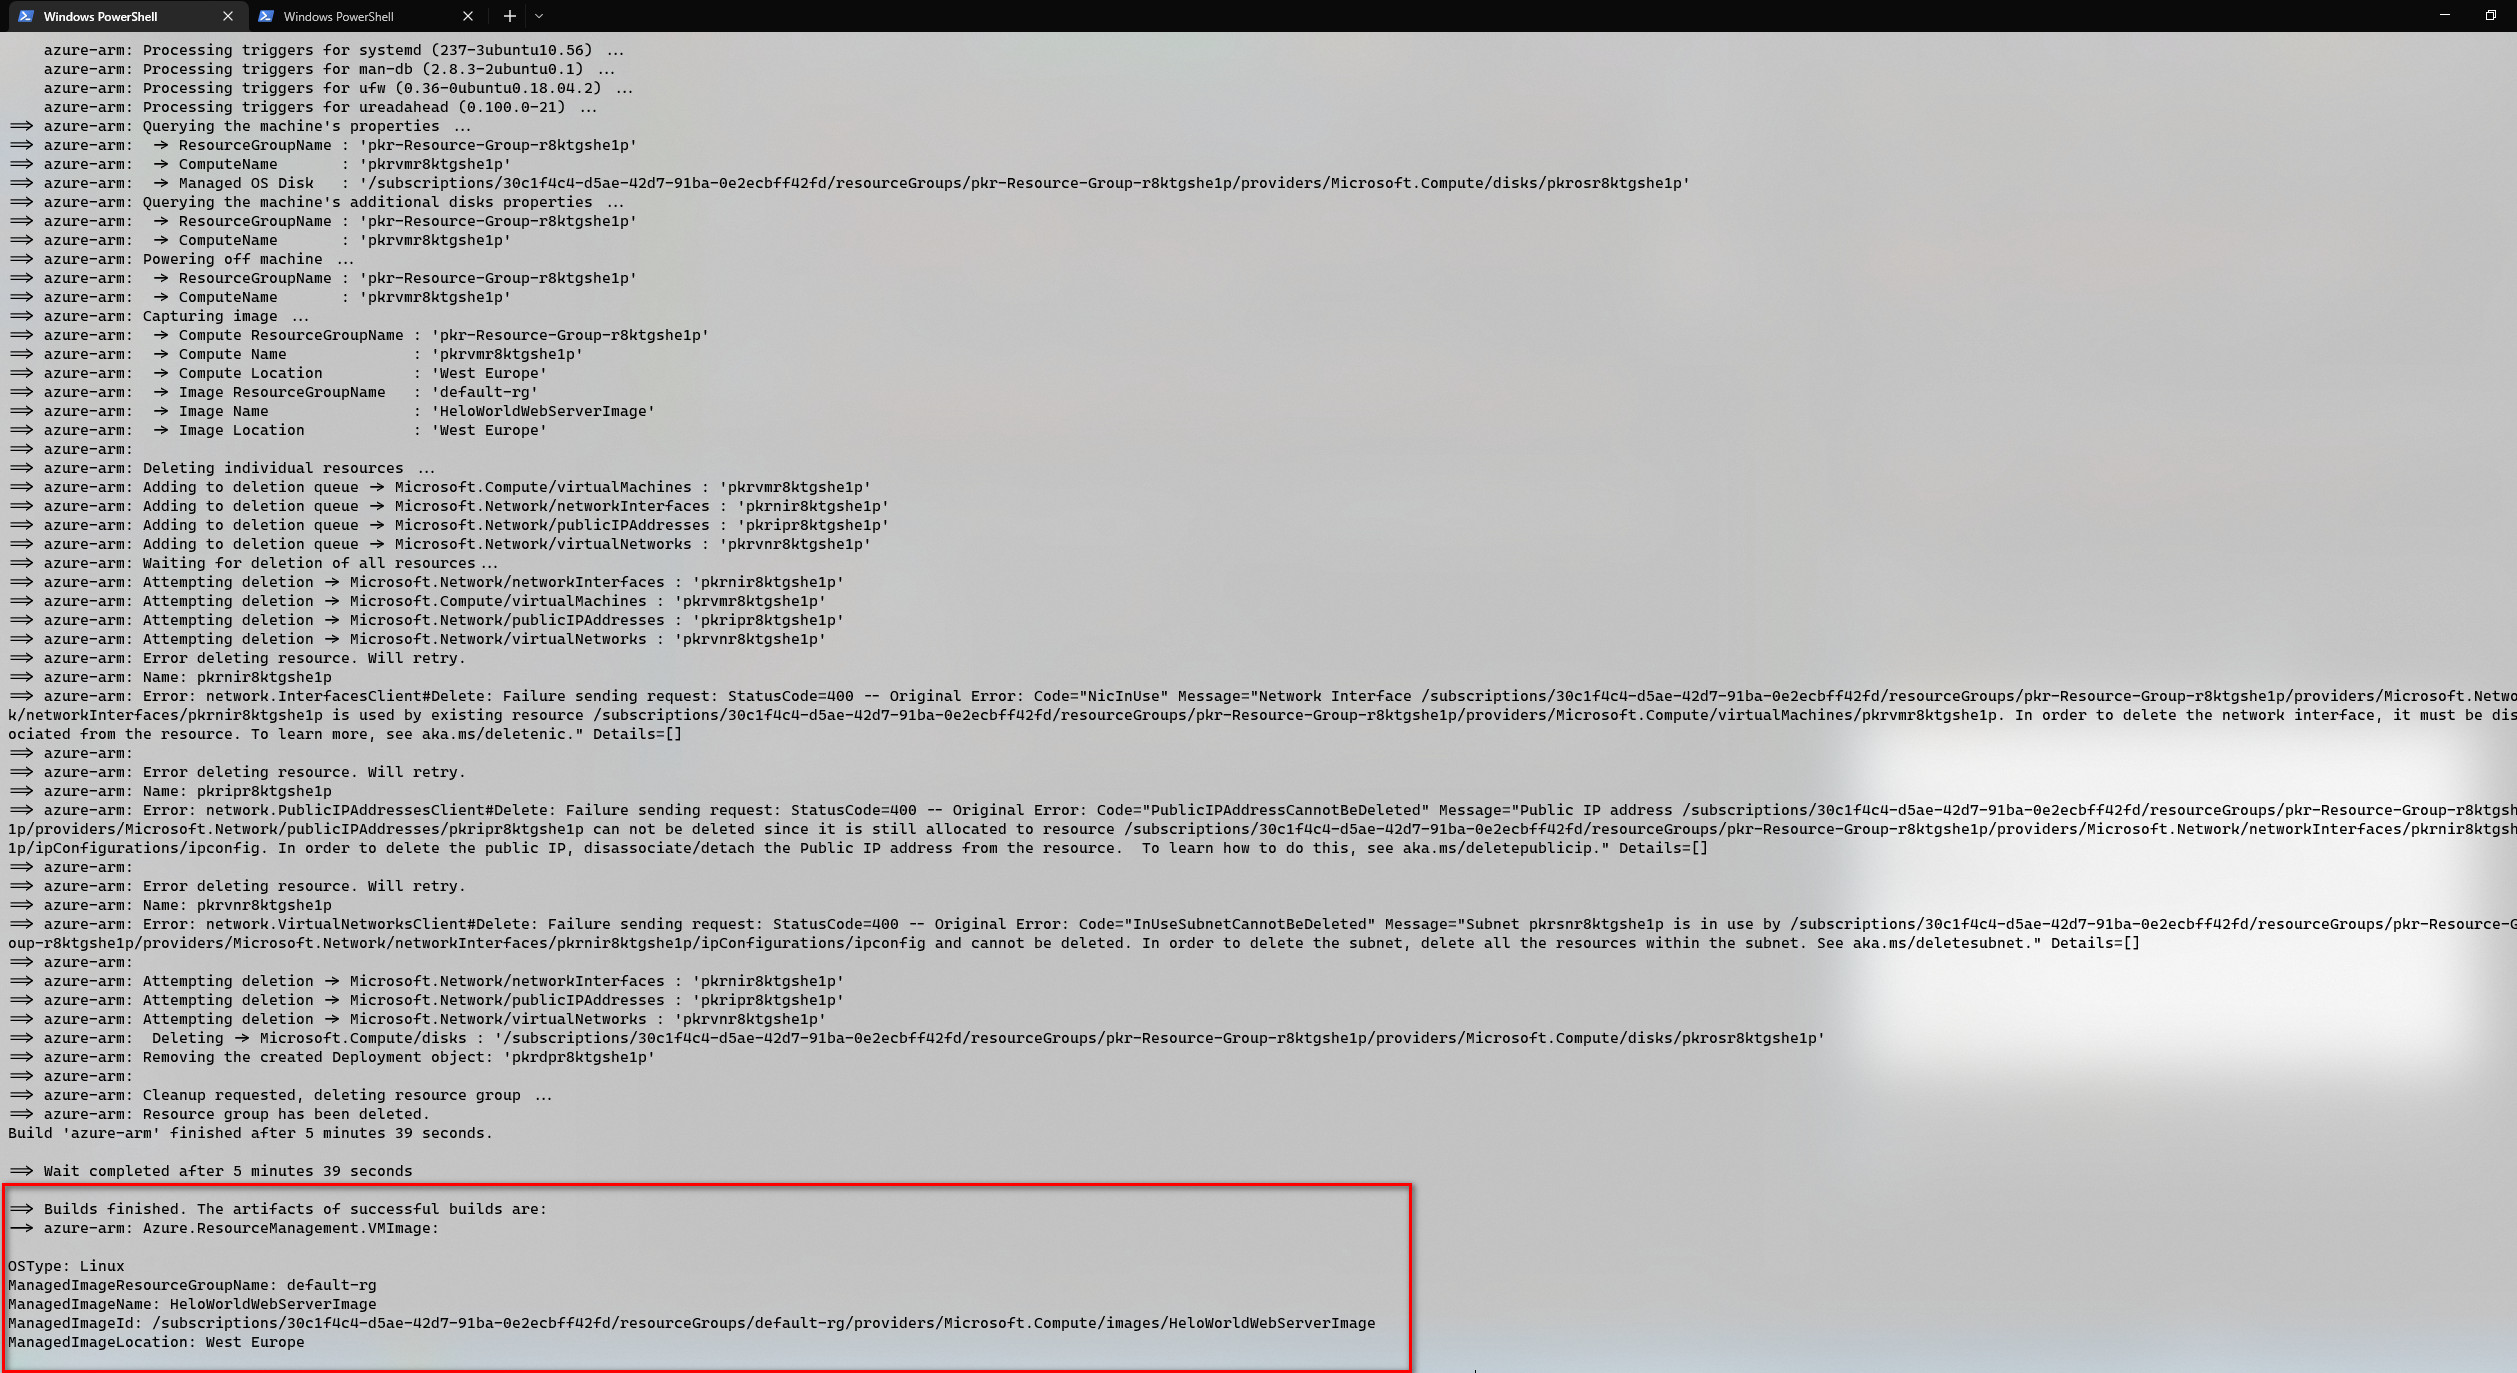 Windows PowerShell
Windows PowerShell
azure-arm: Processing triggers for systemd (237-3ubuntu10.56) ...
azure-arm: Processing triggers for man-db (2.8.3-2ubuntu0.1) ...
azure-arm: Processing triggers for ufw (0.36-0ubuntu0.18.04.2) ...
azure-arm: Processing triggers for ureadahead (0.100.0-21) ...
==> azure-arm: Querying the machine's properties ...
==> azure-arm:  -> ResourceGroupName : 'pkr-Resource-Group-r8ktgshe1p'
==> azure-arm:  -> ComputeName       : 'pkrvmr8ktgshe1p'
==> azure-arm:  -> Managed OS Disk   : '/subscriptions/30c1f4c4-d5ae-42d7-91ba-0e2ecbff42fd/resourceGroups/pkr-Resource-Group-r8ktgshe1p/providers/Microsoft.Compute/disks/pkrosr8ktgshe1p'
==> azure-arm: Querying the machine's additional disks properties ...
==> azure-arm:  -> ResourceGroupName : 'pkr-Resource-Group-r8ktgshe1p'
==> azure-arm:  -> ComputeName       : 'pkrvmr8ktgshe1p'
==> azure-arm: Powering off machine ...
==> azure-arm:  -> ResourceGroupName : 'pkr-Resource-Group-r8ktgshe1p'
==> azure-arm:  -> ComputeName       : 'pkrvmr8ktgshe1p'
==> azure-arm: Capturing image ...
==> azure-arm:  -> Compute ResourceGroupName : 'pkr-Resource-Group-r8ktgshe1p'
==> azure-arm:  -> Compute Name              : 'pkrvmr8ktgshe1p'
==> azure-arm:  -> Compute Location          : 'West Europe'
==> azure-arm:  -> Image ResourceGroupName   : 'default-rg'
==> azure-arm:  -> Image Name                : 'HeloWorldWebServerImage'
==> azure-arm:  -> Image Location            : 'West Europe'
==> azure-arm:
==> azure-arm: Deleting individual resources ...
==> azure-arm: Adding to deletion queue -> Microsoft.Compute/virtualMachines : 'pkrvmr8ktgshe1p'
==> azure-arm: Adding to deletion queue -> Microsoft.Network/networkInterfaces : 'pkrnir8ktgshe1p'
==> azure-arm: Adding to deletion queue -> Microsoft.Network/publicIPAddresses : 'pkripr8ktgshe1p'
==> azure-arm: Adding to deletion queue -> Microsoft.Network/virtualNetworks : 'pkrvnr8ktgshe1p'
==> azure-arm: Waiting for deletion of all resources...
==> azure-arm: Attempting deletion -> Microsoft.Network/networkInterfaces : 'pkrnir8ktgshe1p'
==> azure-arm: Attempting deletion -> Microsoft.Compute/virtualMachines : 'pkrvmr8ktgshe1p'
==> azure-arm: Attempting deletion -> Microsoft.Network/publicIPAddresses : 'pkripr8ktgshe1p'
==> azure-arm: Attempting deletion -> Microsoft.Network/virtualNetworks : 'pkrvnr8ktgshe1p'
==> azure-arm: Error deleting resource. Will retry.
==> azure-arm: Name: pkrnir8ktgshe1p
==> azure-arm: Error: network.InterfacesClient#Delete: Failure sending request: StatusCode=400 -- Original Error: Code="NicInUse" Message="Network Interface /subscriptions/30c1f4c4-d5ae-42d7-91ba-0e2ecbff42fd/resourceGroups/pkr-Resource-Group-r8ktgshe1p/providers/Microsoft.Netwo
k/networkInterfaces/pkrnir8ktgshe1p is used by existing resource /subscriptions/30c1f4c4-d5ae-42d7-91ba-0e2ecbff42fd/resourceGroups/pkr-Resource-Group-r8ktgshe1p/providers/Microsoft.Compute/virtualMachines/pkrvmr8ktgshe1p. In order to delete the network interface, it must be dis
ociated from the resource. To learn more, see aka.ms/deletenic." Details=[]
==> azure-arm:
==> azure-arm: Error deleting resource. Will retry.
==> azure-arm: Name: pkripr8ktgshe1p
==> azure-arm: Error: network.PublicIPAddressesClient#Delete: Failure sending request: StatusCode=400 -- Original Error: Code="PublicIPAddressCannotBeDeleted" Message="Public IP address /subscriptions/30c1f4c4-d5ae-42d7-91ba-0e2ecbff42fd/resourceGroups/pkr-Resource-Group-r8ktgsh
1p/providers/Microsoft.Network/publicIPAddresses/pkripr8ktgshe1p can not be deleted since it is still allocated to resource /subscriptions/30c1f4c4-d5ae-42d7-91ba-0e2ecbff42fd/resourceGroups/pkr-Resource-Group-r8ktgshe1p/providers/Microsoft.Network/networkInterfaces/pkrnir8ktgsh
1p/ipConfigurations/ipconfig. In order to delete the public IP, disassociate/detach the Public IP address from the resource.  To learn how to do this, see aka.ms/deletepublicip." Details=[]
==> azure-arm:
==> azure-arm: Error deleting resource. Will retry.
==> azure-arm: Name: pkrvnr8ktgshe1p
==> azure-arm: Error: network.VirtualNetworksClient#Delete: Failure sending request: StatusCode=400 -- Original Error: Code="InUseSubnetCannotBeDeleted" Message="Subnet pkrsnr8ktgshe1p is in use by /subscriptions/30c1f4c4-d5ae-42d7-91ba-0e2ecbff42fd/resourceGroups/pkr-Resource-G
oup-r8ktgshe1p/providers/Microsoft.Network/networkInterfaces/pkrnir8ktgshe1p/ipConfigurations/ipconfig and cannot be deleted. In order to delete the subnet, delete all the resources within the subnet. See aka.ms/deletesubnet." Details=[]
==> azure-arm:
==> azure-arm: Attempting deletion -> Microsoft.Network/networkInterfaces : 'pkrnir8ktgshe1p'
==> azure-arm: Attempting deletion -> Microsoft.Network/publicIPAddresses : 'pkripr8ktgshe1p'
==> azure-arm: Attempting deletion -> Microsoft.Network/virtualNetworks : 'pkrvnr8ktgshe1p'
==> azure-arm:  Deleting -> Microsoft.Compute/disks : '/subscriptions/30c1f4c4-d5ae-42d7-91ba-0e2ecbff42fd/resourceGroups/pkr-Resource-Group-r8ktgshe1p/providers/Microsoft.Compute/disks/pkrosr8ktgshe1p'
==> azure-arm: Removing the created Deployment object: 'pkrdpr8ktgshe1p'
==> azure-arm:
==> azure-arm: Cleanup requested, deleting resource group ...
==> azure-arm: Resource group has been deleted.
Build 'azure-arm' finished after 5 minutes 39 seconds.
==> Wait completed after 5 minutes 39 seconds
==> Builds finished. The artifacts of successful builds are:
--> azure-arm: Azure.ResourceManagement.VMImage:
OSType: Linux
ManagedImageResourceGroupName: default-rg
ManagedImageName: HeloWorldWebServerImage
ManagedImageId: /subscriptions/30c1f4c4-d5ae-42d7-91ba-0e2ecbff42fd/resourceGroups/default-rg/providers/Microsoft.Compute/images/HeloWorldWebServerImage
ManagedImageLocation: West Europe